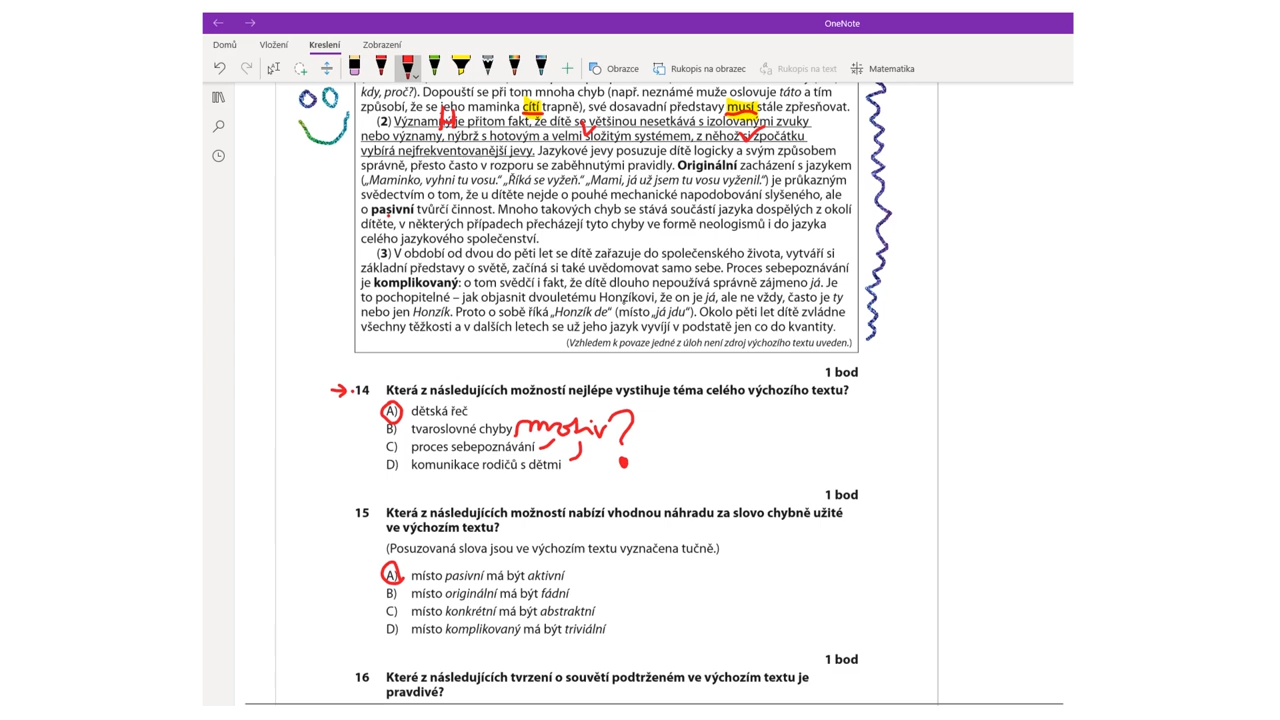 OneNote
Domů Vložení Kreslení Zobrazení
Obrazce Rukopis na obrazec Rukopis na text Matematika
kdy, proč?). Dopouští se při tom mnoha chyb (např. neznámé muže oslovuje táto a tím
způsobí, že se jeho maminka cítí trapně), své dosavadní představy musí stále zpřesňovat.
H
(2) Významný je přitom fakt, že dítě se většinou nesetkává s izolovanými zvuky
nebo významy, nýbrž s hotovým a velmi složitým systémem, z něhož si zpočátku
vybírá nejfrekventovanější jevy. Jazykové jevy posuzuje dítě logicky a svým způsobem
správně, přesto často v rozporu se zaběhnutými pravidly. Originální zacházení s jazykem
(„Maminko, vyhni tu vosu.“ „Říká se vyžeň.“ „Mami, já už jsem tu vosu vyženil.“) je průkazným
svědectvím o tom, že u dítěte nejde o pouhé mechanické napodobování slyšeného, ale
o pasivní tvůrčí činnost. Mnoho takových chyb se stává součástí jazyka dospělých z okolí
dítěte, v některých případech přecházejí tyto chyby ve formě neologismů i do jazyka
celého jazykového společenství.
(3) V období od dvou do pěti let se dítě zařazuje do společenského života, vytváří si
základní představy o světě, začíná si také uvědomovat samo sebe. Proces sebepoznávání
je komplikovaný: o tom svědčí i fakt, že dítě dlouho nepoužívá správně zájmeno já. Je
to pochopitelné – jak objasnit dvouletému Honzíkovi, že on je já, ale ne vždy, často je ty
nebo jen Honzík. Proto o sobě říká „Honzík de“ (místo „já jdu“). Okolo pěti let dítě zvládne
všechny těžkosti a v dalších letech se už jeho jazyk vyvíjí v podstatě jen co do kvantity.
(Vzhledem k povaze jedné z úloh není zdroj výchozího textu uveden.)
1 bod
14 Která z následujících možností nejlépe vystihuje téma celého výchozího textu?
A) dětská řeč
B) tvaroslovné chyby motiv?
C) proces sebepoznávání
D) komunikace rodičů s dětmi
1 bod
15 Která z následujících možností nabízí vhodnou náhradu za slovo chybně užité
ve výchozím textu?
(Posuzovaná slova jsou ve výchozím textu vyznačena tučně.)
A) místo pasivní má být aktivní
B) místo originální má být fádní
C) místo konkrétní má být abstraktní
D) místo komplikovaný má být triviální
1 bod
16 Které z následujících tvrzení o souvětí podtrženém ve výchozím textu je
pravdivé?